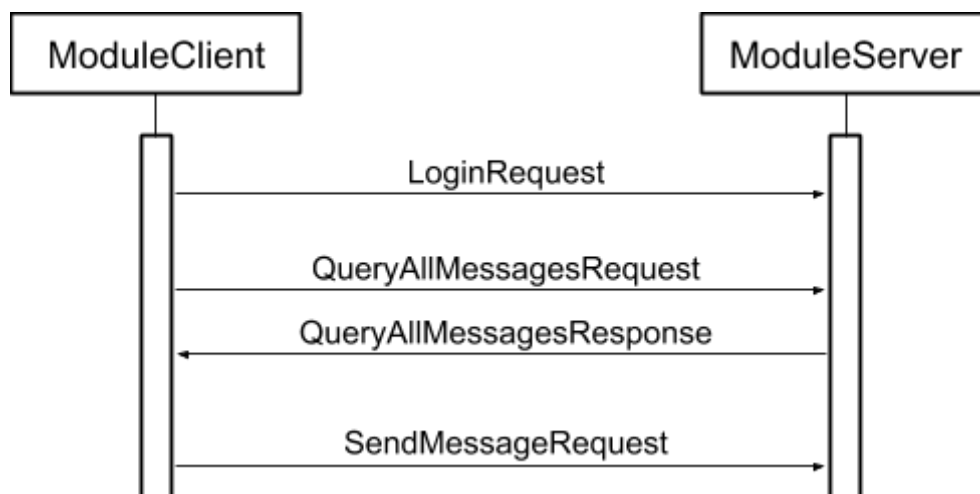 ModuleClient
ModuleServer
LoginRequest
QueryAllMessagesRequest
QueryAllMessagesResponse
SendMessageRequest